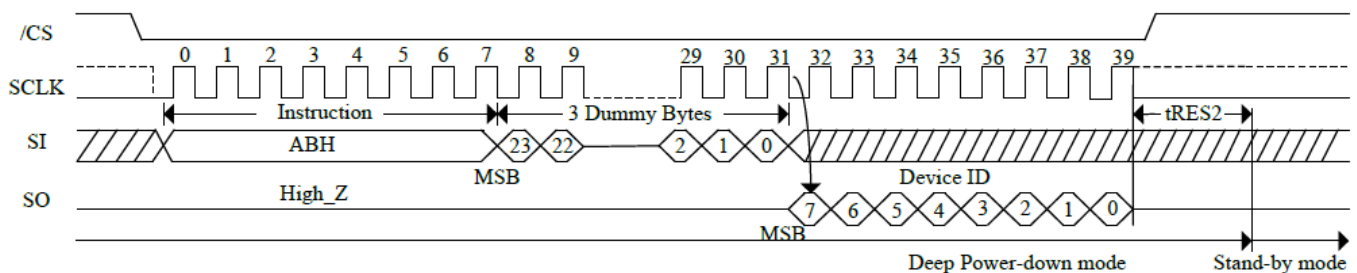 /CS
0 1 2 3 4 5 6 7 8 9 29 30 31 32 33 34 35 36 37 38 39
SCLK
Instruction 3 Dummy Bytes tRES2
SI ABH 23 22 2 1 0
MSB Device ID
SO High_Z 7 6 5 4 3 2 1 0
MSB
Deep Power-down mode Stand-by mode